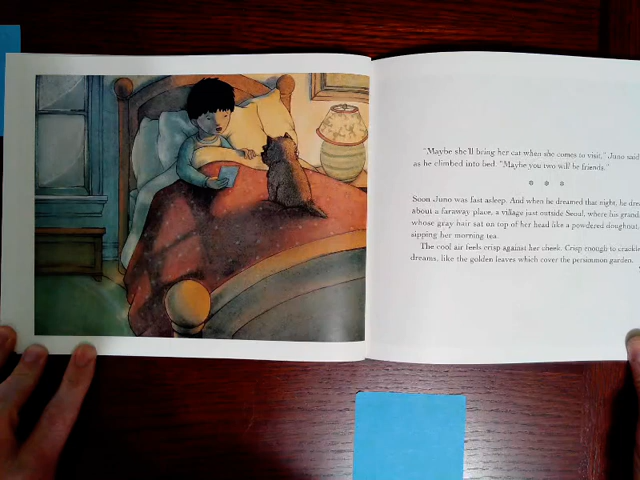 "Maybe she'll bring her cat when she comes to visit," Juno said
as he climbed into bed. "Maybe you two will be friends."
* * *
Soon Juno was fast asleep. And when he dreamed that night, he
about a faraway place, a village just outside Seoul, where his
whose gray hair sat on top of her head like a powdered doughnut,
sipping her morning tea.
The cool air feels crisp against her cheek. Crisp enough to crackle
dreams, like the golden leaves which cover the persimmon garden.